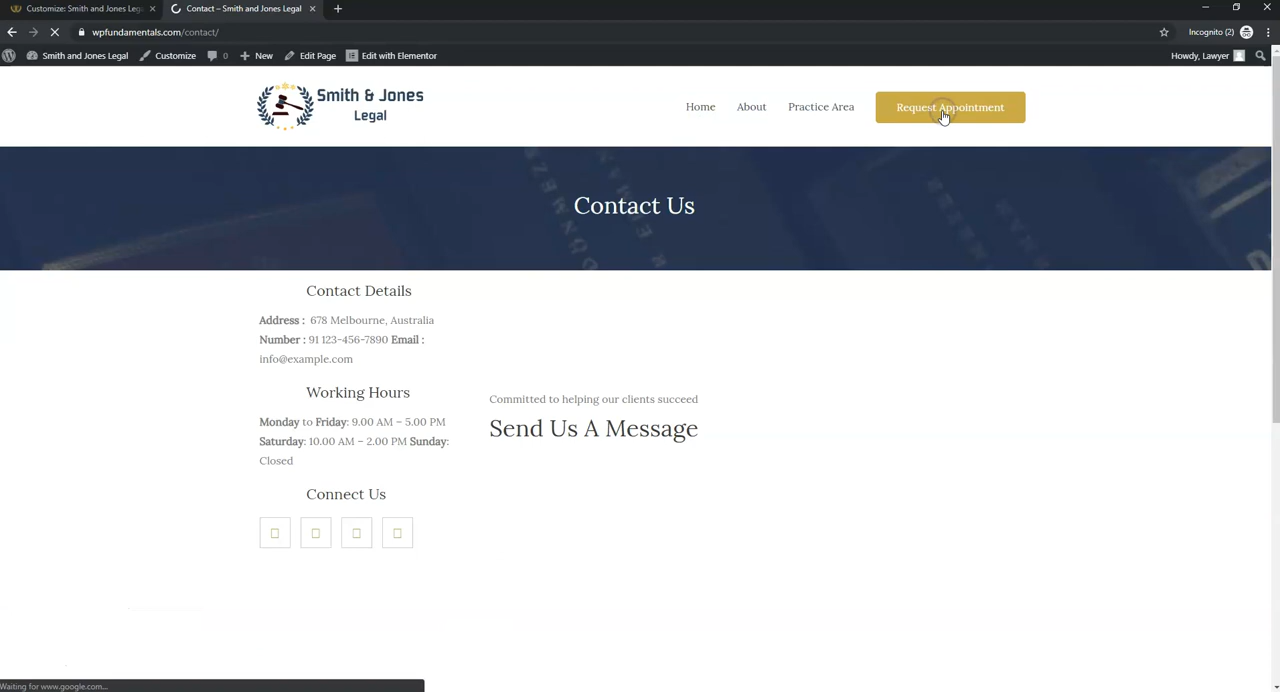 Customize: Smith and Jones Lega
Contact – Smith and Jones Legal
wpfundamentals.com/contact/
Incognito (2)
Smith and Jones Legal
Customize
0
New
Edit Page
Edit with Elementor
Howdy, Lawyer
Smith & Jones
Legal
Home
About
Practice Area
Request Appointment
Contact Us
Contact Details
Address : 678 Melbourne, Australia
Number : 91 123-456-7890 Email :
info@example.com
Working Hours
Monday to Friday: 9.00 AM – 5.00 PM
Saturday: 10.00 AM – 2.00 PM Sunday:
Closed
Connect Us
Committed to helping our clients succeed
Send Us A Message
Waiting for www.google.com...